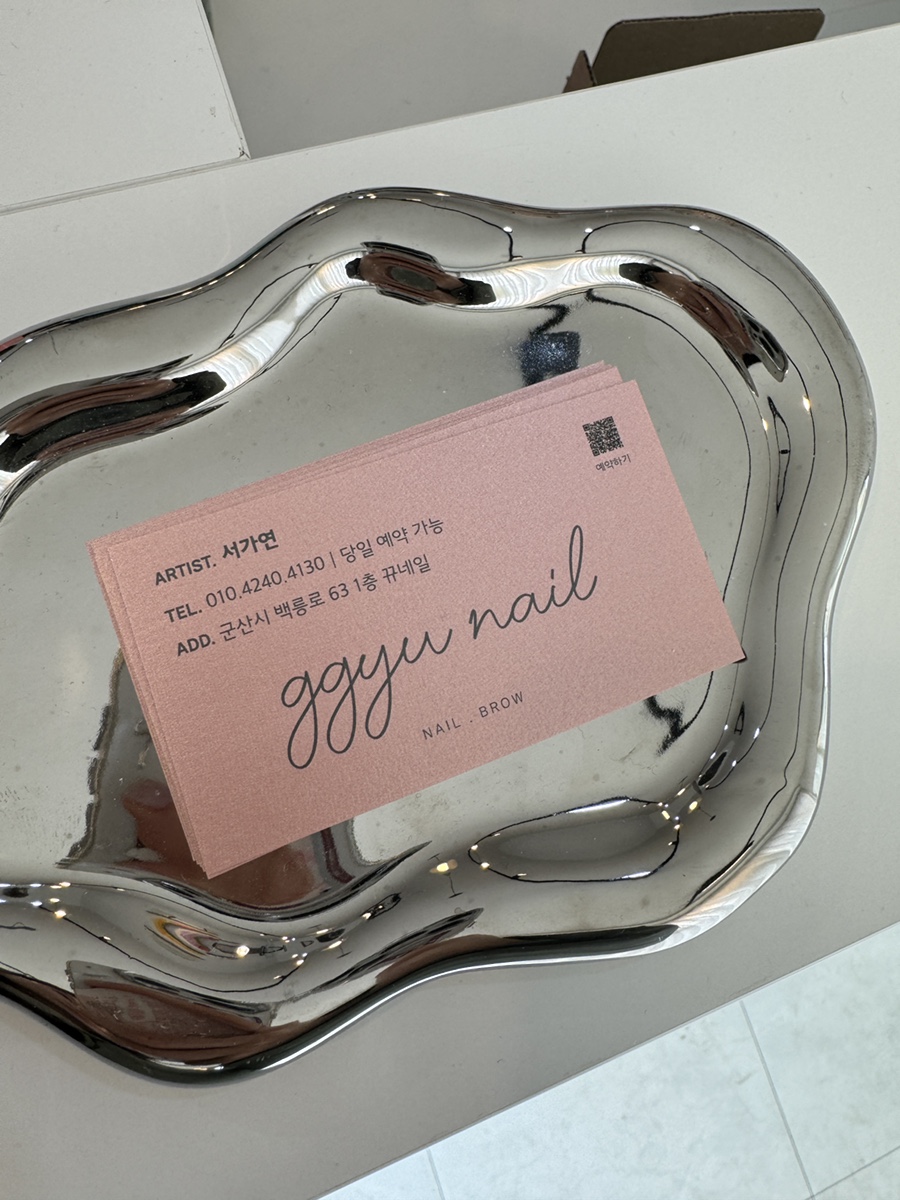 예약하기
ARTIST. 서가연
TEL. 010.4240.4130 | 당일 예약 가능
ADD. 군산시 백릉로 63 1층 뀨네일
ggyu nail
NAIL . BROW